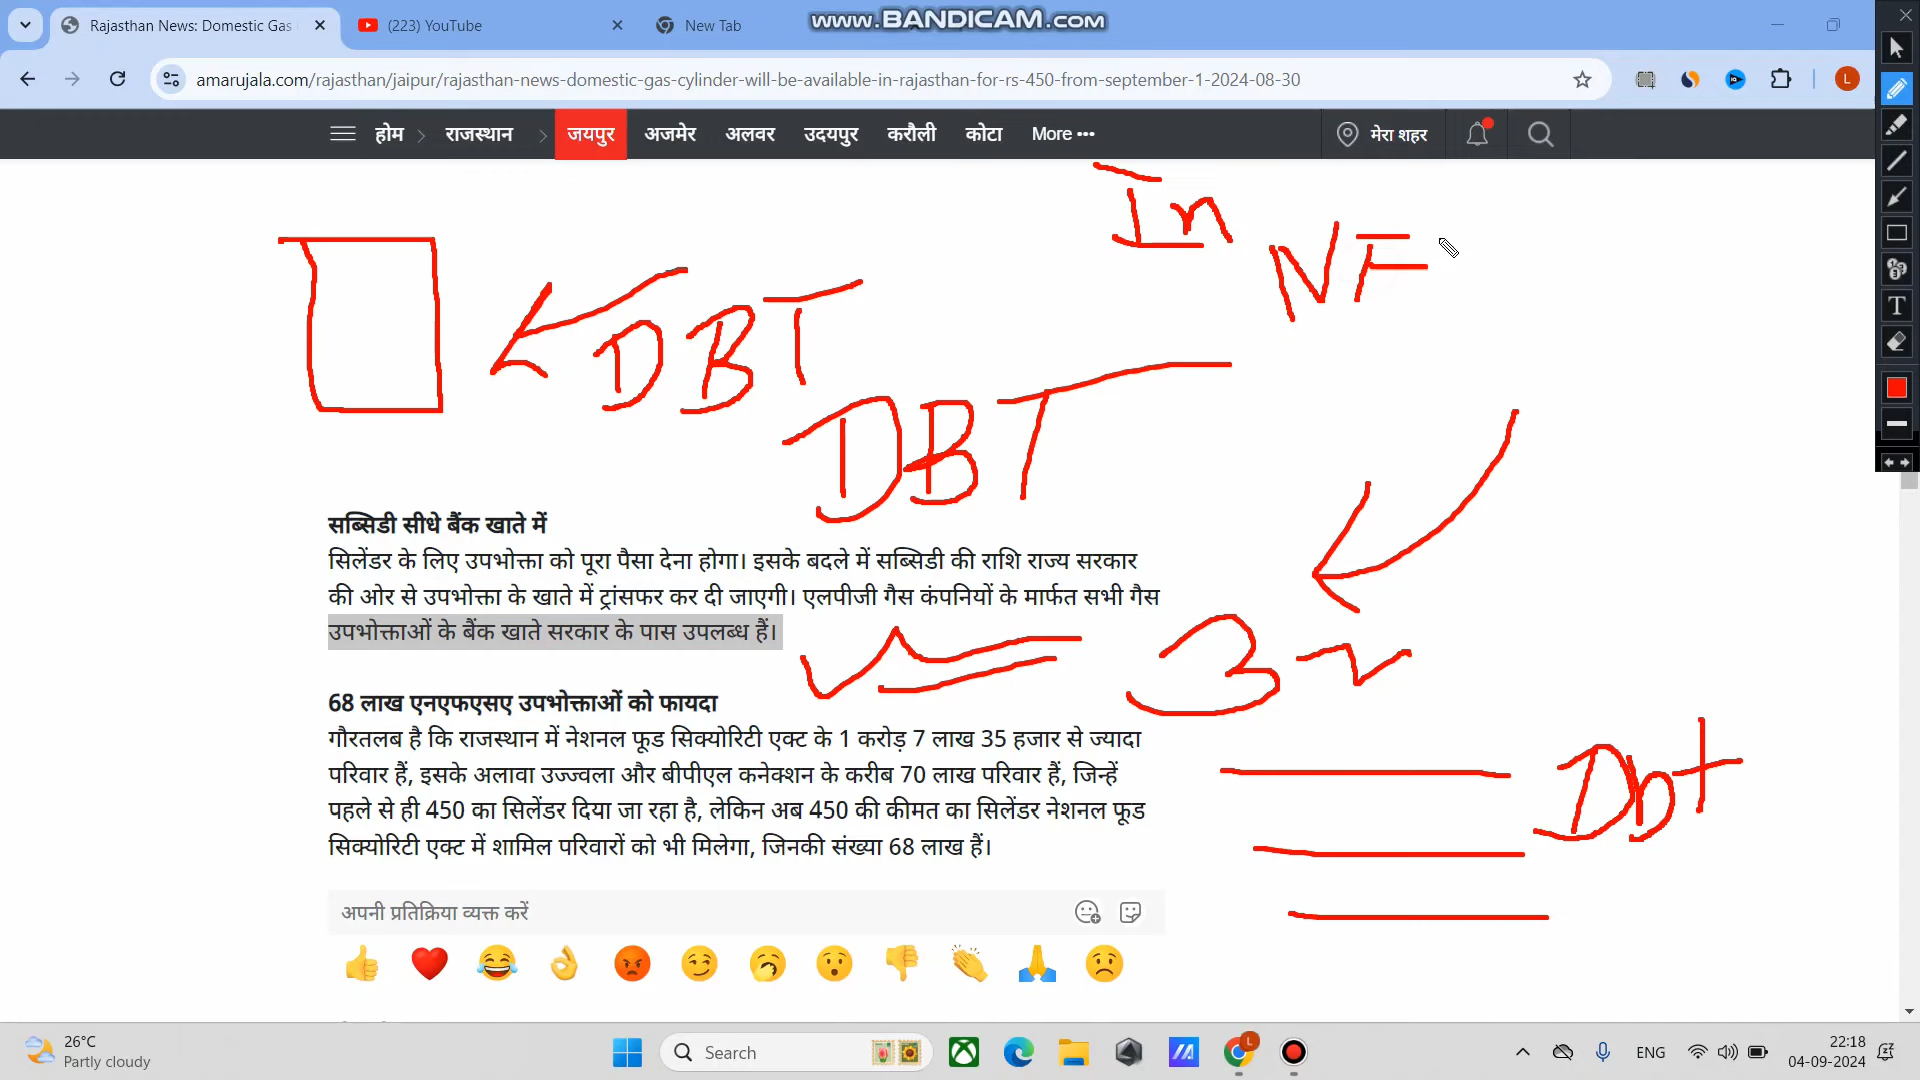 Rajasthan News: Domestic Gas
(223) YouTube
New Tab
www.BANDICAM.com
amarujala.com/rajasthan/jaipur/rajasthan-news-domestic-gas-cylinder-will-be-available-in-rajasthan-for-rs-450-from-september-1-2024-08-30
L
होम
राजस्थान
जयपुर
अजमेर
अलवर
उदयपुर
करौली
कोटा
More •••
मेरा शहर
T
In
NF
DBT
DBT
सब्सिडी सीधे बैंक खाते में
सिलेंडर के लिए उपभोक्ता को पूरा पैसा देना होगा। इसके बदले में सब्सिडी की राशि राज्य सरकार
की ओर से उपभोक्ता के खाते में ट्रांसफर कर दी जाएगी। एलपीजी गैस कंपनियों के मार्फत सभी गैस
उपभोक्ताओं के बैंक खाते सरकार के पास उपलब्ध हैं।
3
68 लाख एनएफएसए उपभोक्ताओं को फायदा
गौरतलब है कि राजस्थान में नेशनल फूड सिक्योरिटी एक्ट के 1 करोड़ 7 लाख 35 हजार से ज्यादा
परिवार हैं, इसके अलावा उज्ज्वला और बीपीएल कनेक्शन के करीब 70 लाख परिवार हैं, जिन्हें
पहले से ही 450 का सिलेंडर दिया जा रहा है, लेकिन अब 450 की कीमत का सिलेंडर नेशनल फूड
सिक्योरिटी एक्ट में शामिल परिवारों को भी मिलेगा, जिनकी संख्या 68 लाख हैं।
Dbt
अपनी प्रतिक्रिया व्यक्त करें
26°C
Partly cloudy
Search
ENG
22:18
04-09-2024